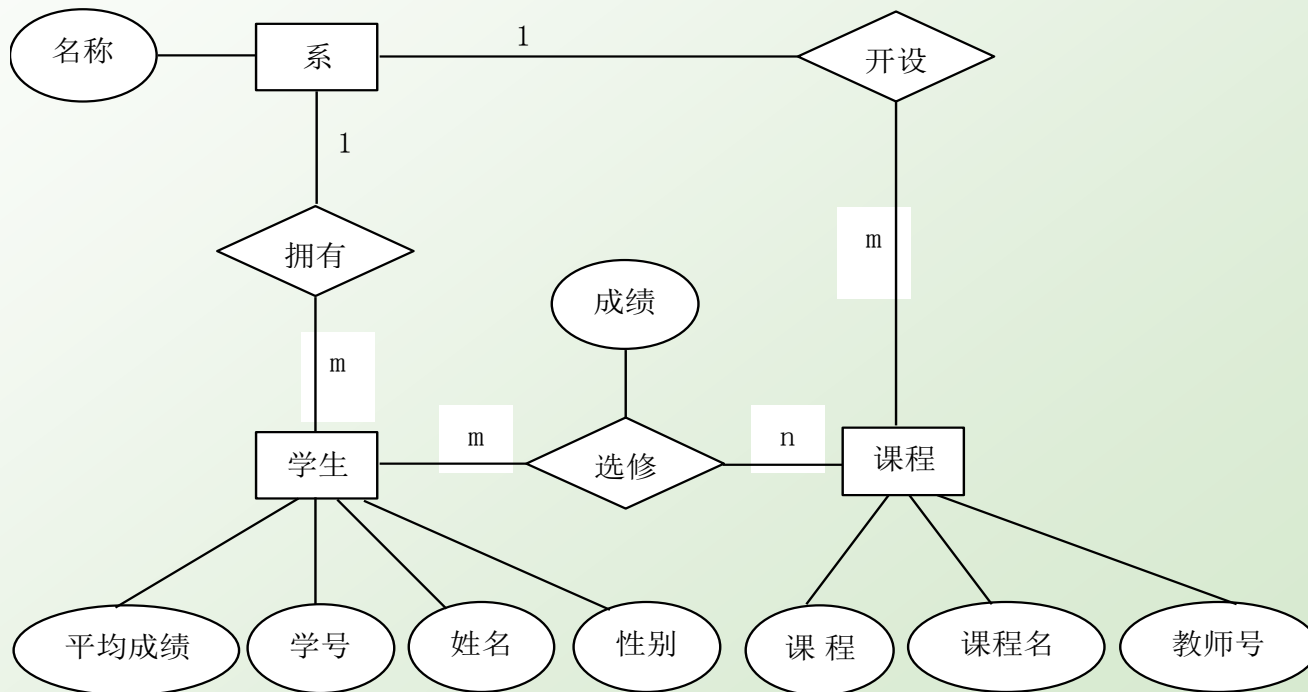 名称
系
1
开设
1
拥有
m
m
成绩
m
n
学生
选修
课程
平均成绩
学号
姓名
性别
课 程
课程名
教师号